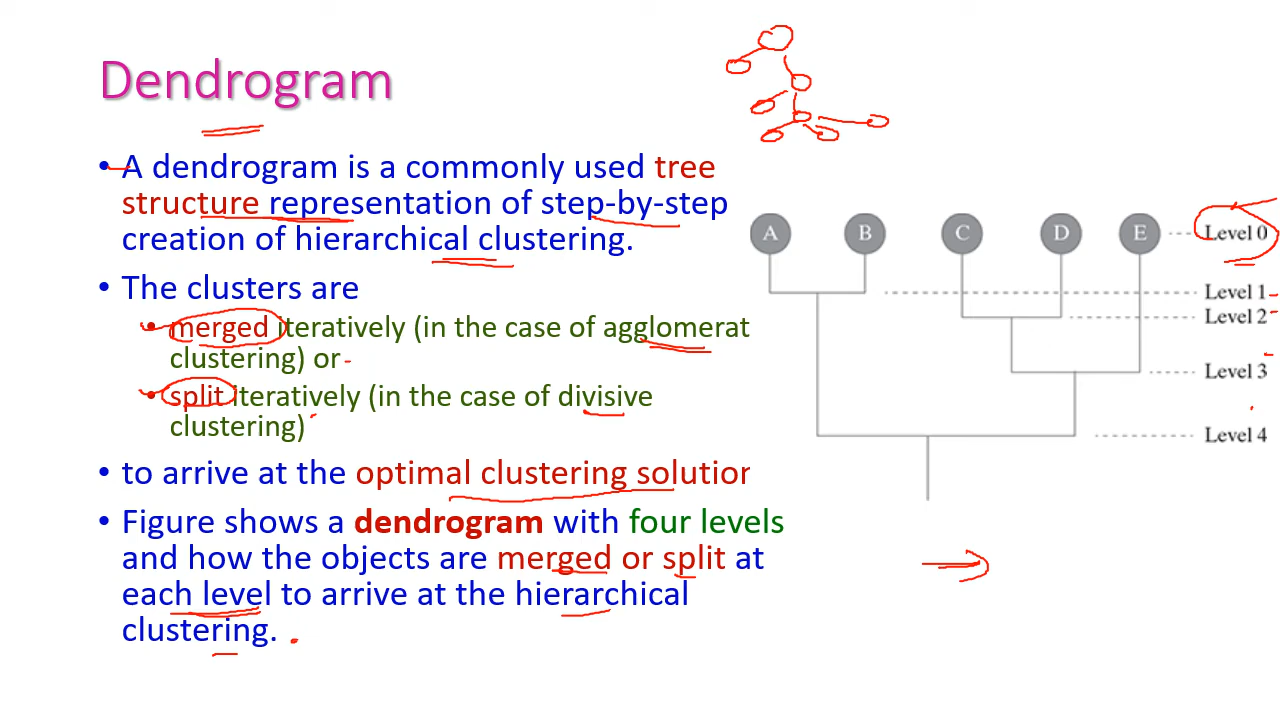 Dendrogram
• A dendrogram is a commonly used tree
structure representation of step-by-step
creation of hierarchical clustering.
• The clusters are
• merged iteratively (in the case of agglomerat
clustering) or
• split iteratively (in the case of divisive
clustering)
• to arrive at the optimal clustering solution
• Figure shows a dendrogram with four levels
and how the objects are merged or split at
each level to arrive at the hierarchical
clustering.
A B C D E Level 0
Level 1
Level 2
Level 3
Level 4